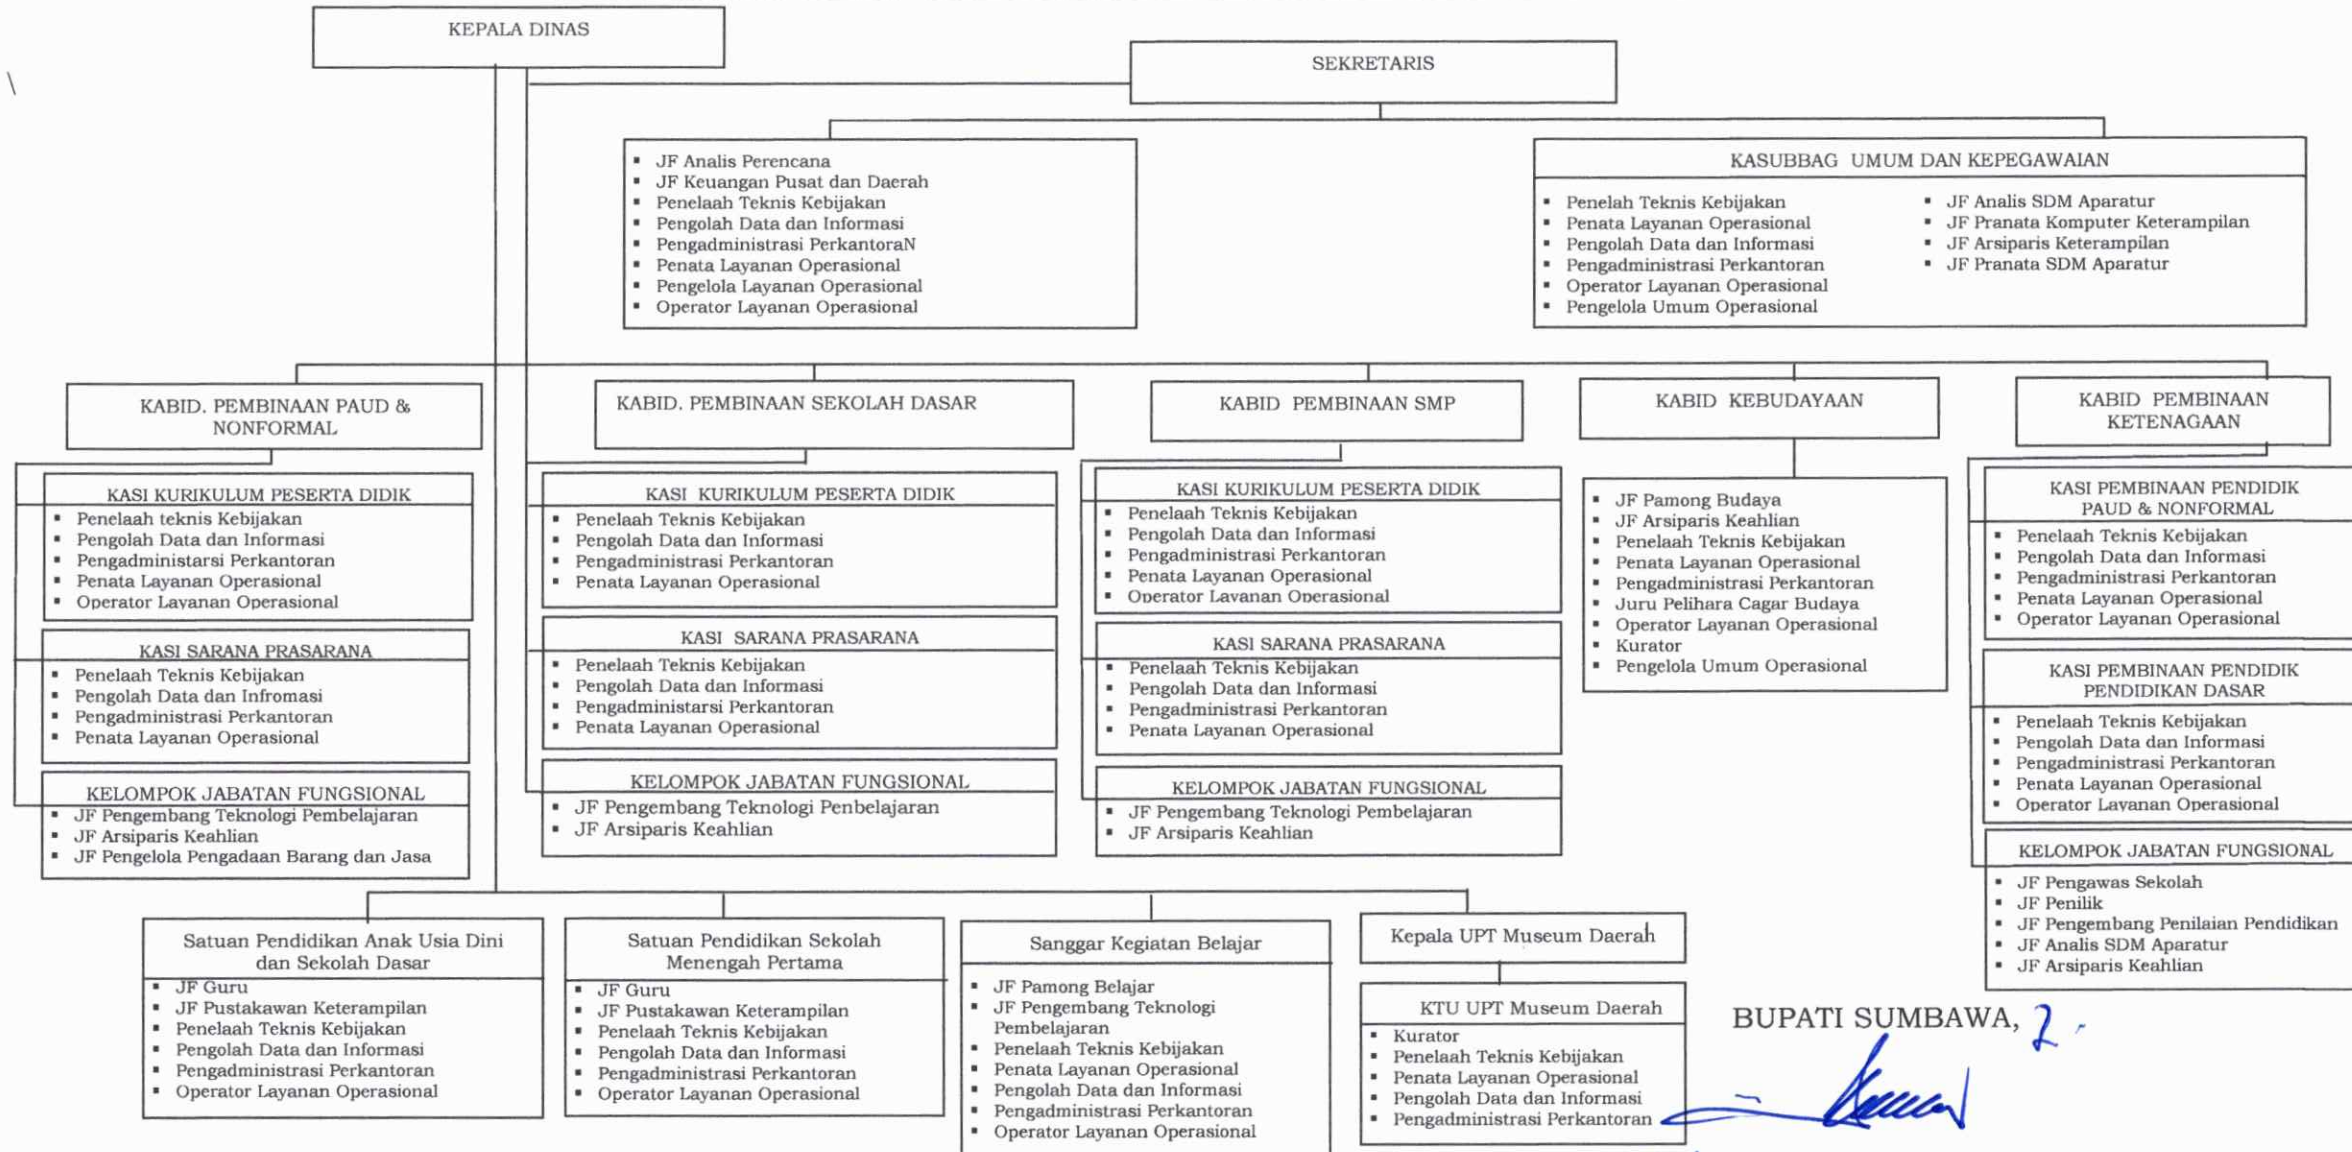 KEPALA DINAS
SEKRETARIS
JF Analis Perencana
JF Keuangan Pusat dan Daerah
Penelaah Teknis Kebijakan
Pengolah Data dan Informasi
Pengadministrasi PerkantoraN
Penata Layanan Operasional
Pengelola Layanan Operasional
Operator Layanan Operasional
KASUBBAG UMUM DAN KEPEGAWAIAN
Penelah Teknis Kebijakan
Penata Layanan Operasional
Pengolah Data dan Informasi
Pengadministrasi Perkantoran
Operator Layanan Operasional
Pengelola Umum Operasional
JF Analis SDM Aparatur
JF Pranata Komputer Keterampilan
JF Arsiparis Keterampilan
JF Pranata SDM Aparatur
KABID. PEMBINAAN PAUD &
NONFORMAL
KASI KURIKULUM PESERTA DIDIK
Penelaah teknis Kebijakan
Pengolah Data dan Informasi
Pengadministarsi Perkantoran
Penata Layanan Operasional
Operator Layanan Operasional
KASI SARANA PRASARANA
Penelaah Teknis Kebijakan
Pengolah Data dan Infromasi
Pengadministrasi Perkantoran
Penata Layanan Operasional
KELOMPOK JABATAN FUNGSIONAL
JF Pengembang Teknologi Pembelajaran
JF Arsiparis Keahlian
JF Pengelola Pengadaan Barang dan Jasa
KABID. PEMBINAAN SEKOLAH DASAR
KASI KURIKULUM PESERTA DIDIK
Penelaah Teknis Kebijakan
Pengolah Data dan Informasi
Pengadministrasi Perkantoran
Penata Layanan Operasional
KASI SARANA PRASARANA
Penelaah Teknis Kebijakan
Pengolah Data dan Informasi
Pengadministarsi Perkantoran
Penata Layanan Operasional
KELOMPOK JABATAN FUNGSIONAL
JF Pengembang Teknologi Penbelajaran
JF Arsiparis Keahlian
KABID PEMBINAAN SMP
KASI KURIKULUM PESERTA DIDIK
Penelaah Teknis Kebijakan
Pengolah Data dan Informasi
Pengadministrasi Perkantoran
Penata Layanan Operasional
Operator Layanan Operasional
KASI SARANA PRASARANA
Penelaah Teknis Kebijakan
Pengolah Data dan Informasi
Pengadministrasi Perkantoran
Penata Layanan Operasional
KELOMPOK JABATAN FUNGSIONAL
JF Pengembang Teknologi Pembelajaran
JF Arsiparis Keahlian
KABID KEBUDAYAAN
JF Pamong Budaya
JF Arsiparis Keahlian
Penelaah Teknis Kebijakan
Penata Layanan Operasional
Pengadministrasi Perkantoran
Juru Pelihara Cagar Budaya
Operator Layanan Operasional
Kurator
Pengelola Umum Operasional
KABID PEMBINAAN
KETENAGAAN
KASI PEMBINAAN PENDIDIK
PAUD & NONFORMAL
Penelaah Teknis Kebijakan
Pengolah Data dan Informasi
Pengadministrasi Perkantoran
Penata Layanan Operasional
Operator Layanan Operasional
KASI PEMBINAAN PENDIDIK
PENDIDIKAN DASAR
Penelaah Teknis Kebijakan
Pengolah Data dan Informasi
Pengadministrasi Perkantoran
Penata Layanan Operasional
Operator Layanan Operasional
KELOMPOK JABATAN FUNGSIONAL
JF Pengawas Sekolah
JF Penilik
JF Pengembang Penilaian Pendidikan
JF Analis SDM Aparatur
JF Arsiparis Keahlian
Satuan Pendidikan Anak Usia Dini
dan Sekolah Dasar
JF Guru
JF Pustakawan Keterampilan
Penelaah Teknis Kebijakan
Pengolah Data dan Informasi
Pengadministrasi Perkantoran
Operator Layanan Operasional
Satuan Pendidikan Sekolah
Menengah Pertama
JF Guru
JF Pustakawan Keterampilan
Penelaah Teknis Kebijakan
Pengolah Data dan Informasi
Pengadministrasi Perkantoran
Operator Layanan Operasional
Sanggar Kegiatan Belajar
JF Pamong Belajar
JF Pengembang Teknologi
Pembelajaran
Penelaah Teknis Kebijakan
Penata Layanan Operasional
Pengolah Data dan Informasi
Pengadministrasi Perkantoran
Operator Layanan Operasional
Kepala UPT Museum Daerah
KTU UPT Museum Daerah
Kurator
Penelaah Teknis Kebijakan
Penata Layanan Operasional
Pengolah Data dan Informasi
Pengadministrasi Perkantoran
BUPATI SUMBAWA,